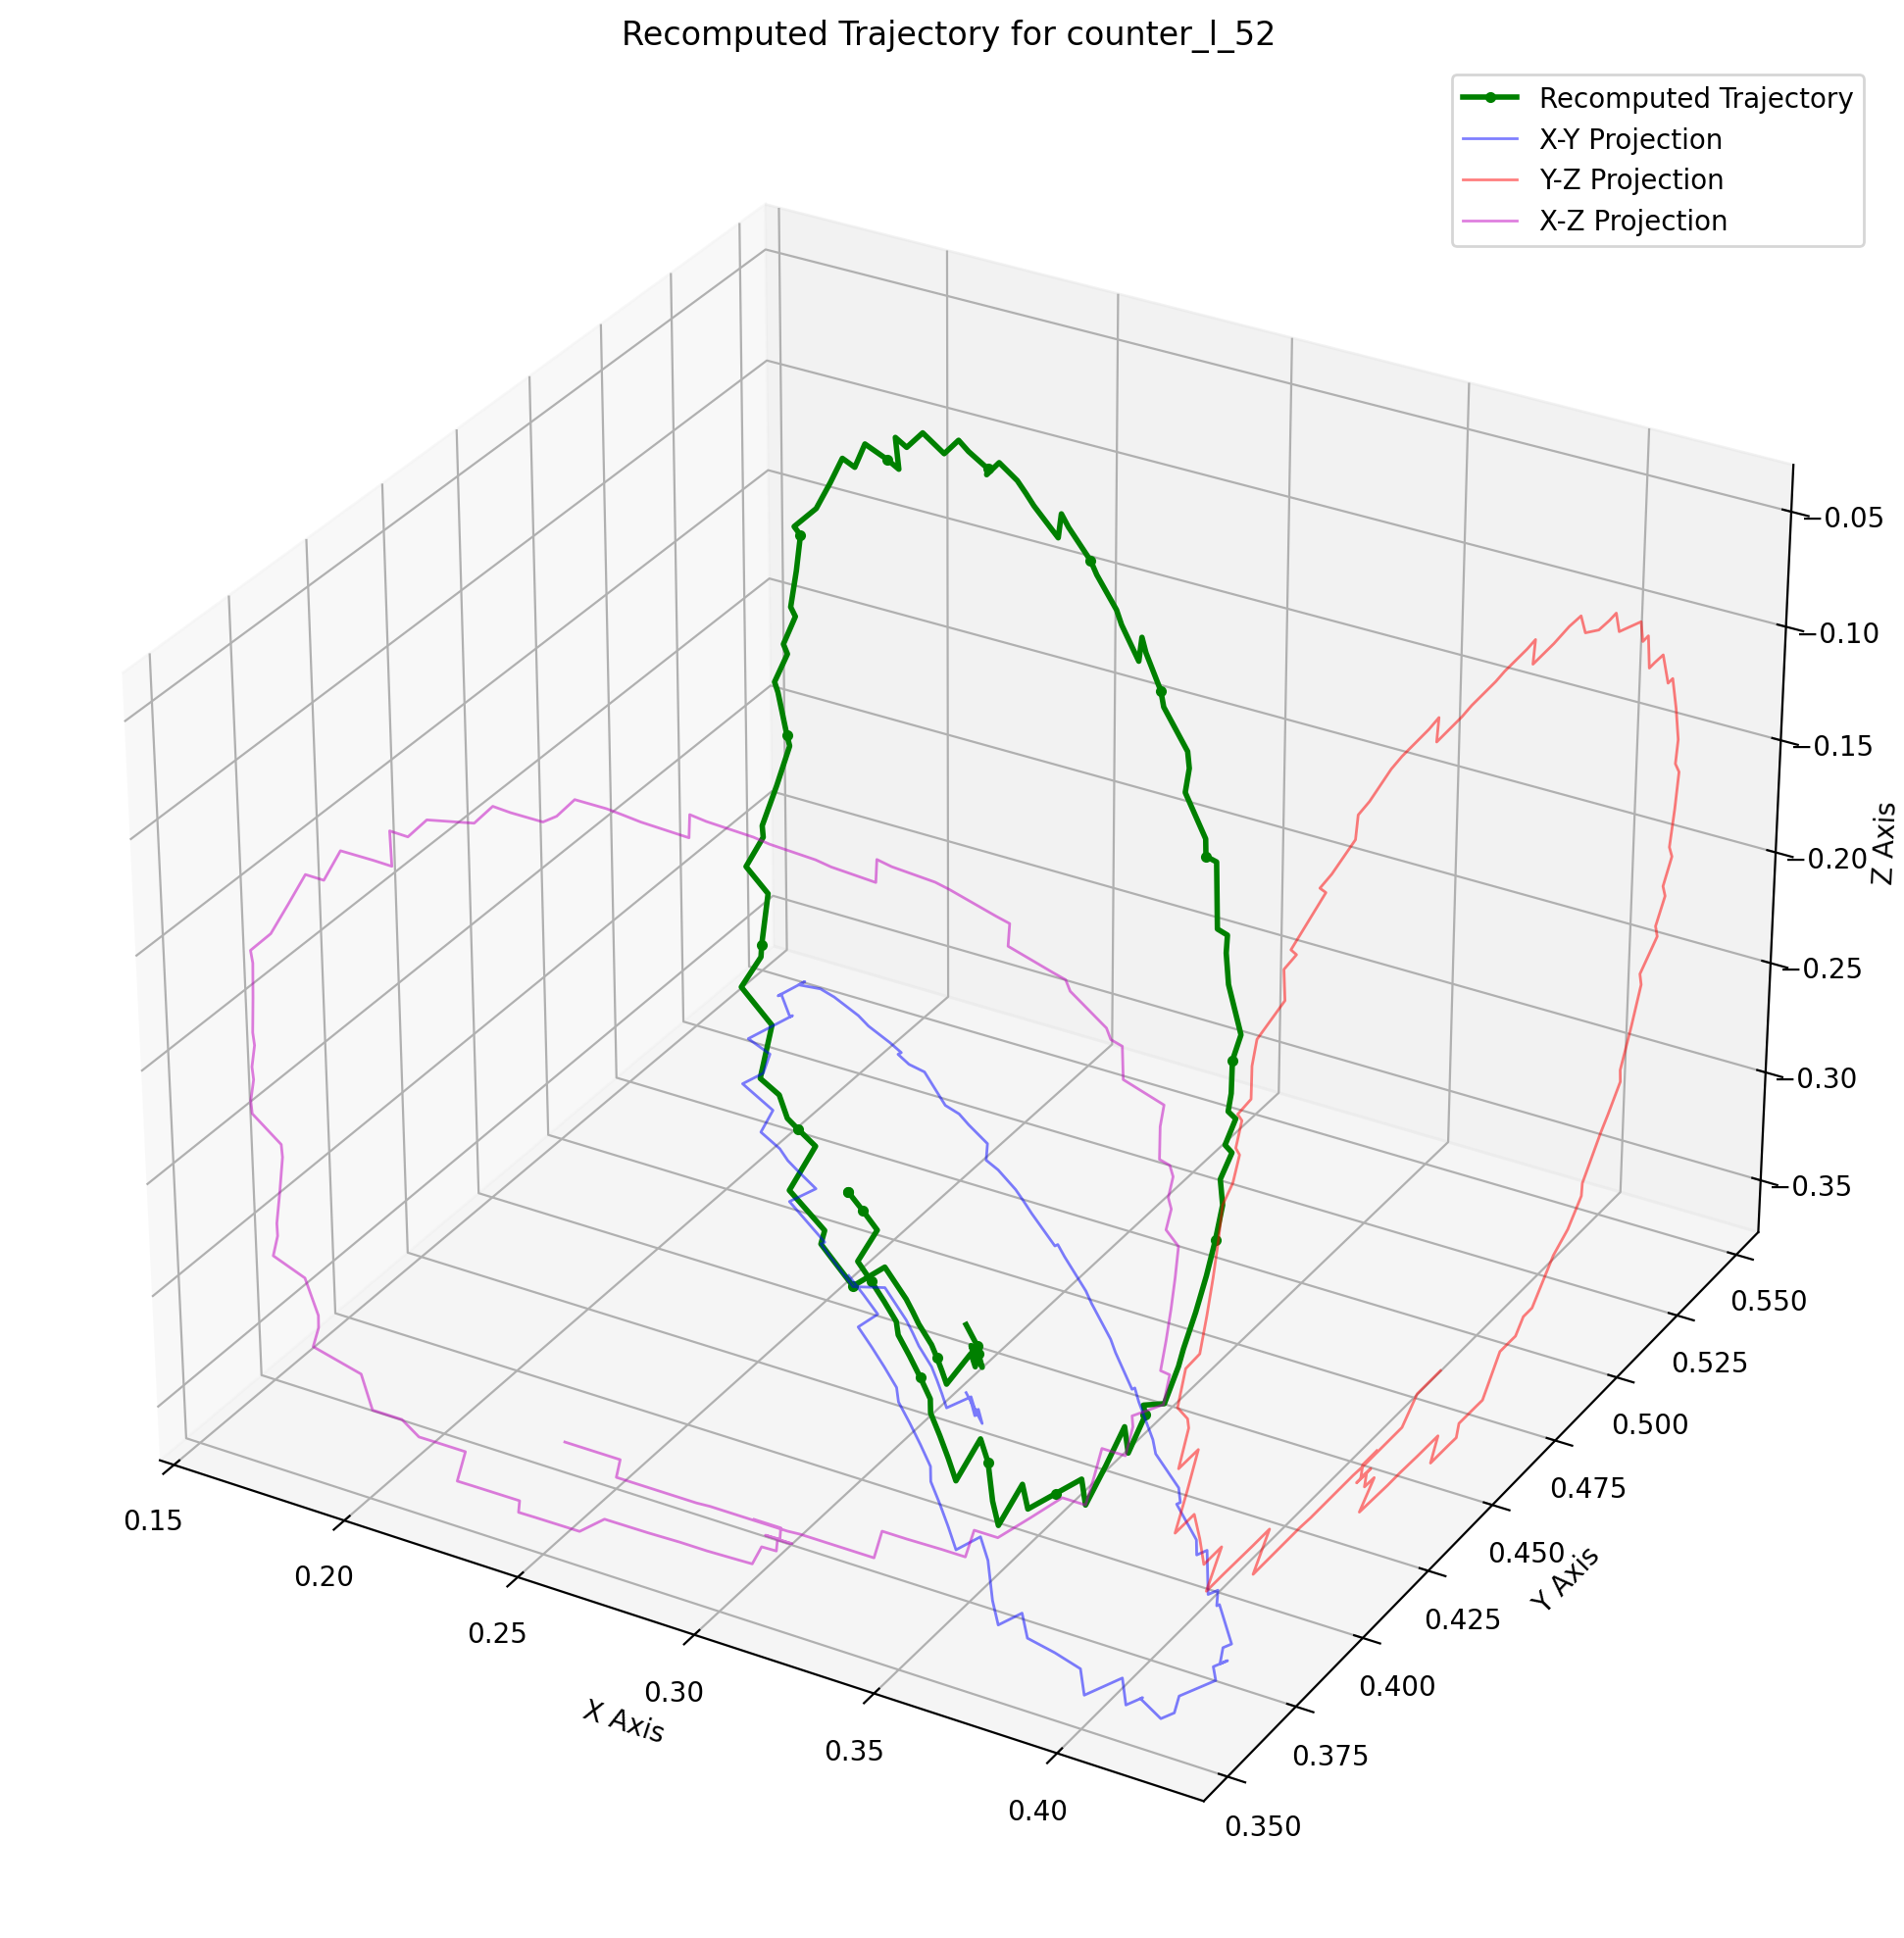 Recomputed Trajectory for counter_l_52
Recomputed Trajectory
X-Y Projection
Y-Z Projection
X-Z Projection
−0.05
−0.10
−0.15
−0.20
−0.25
−0.30
−0.35
Z Axis
0.550
0.525
0.500
0.475
0.450
0.425
0.400
0.375
0.350
Y Axis
0.15
0.20
0.25
0.30
0.35
0.40
X Axis